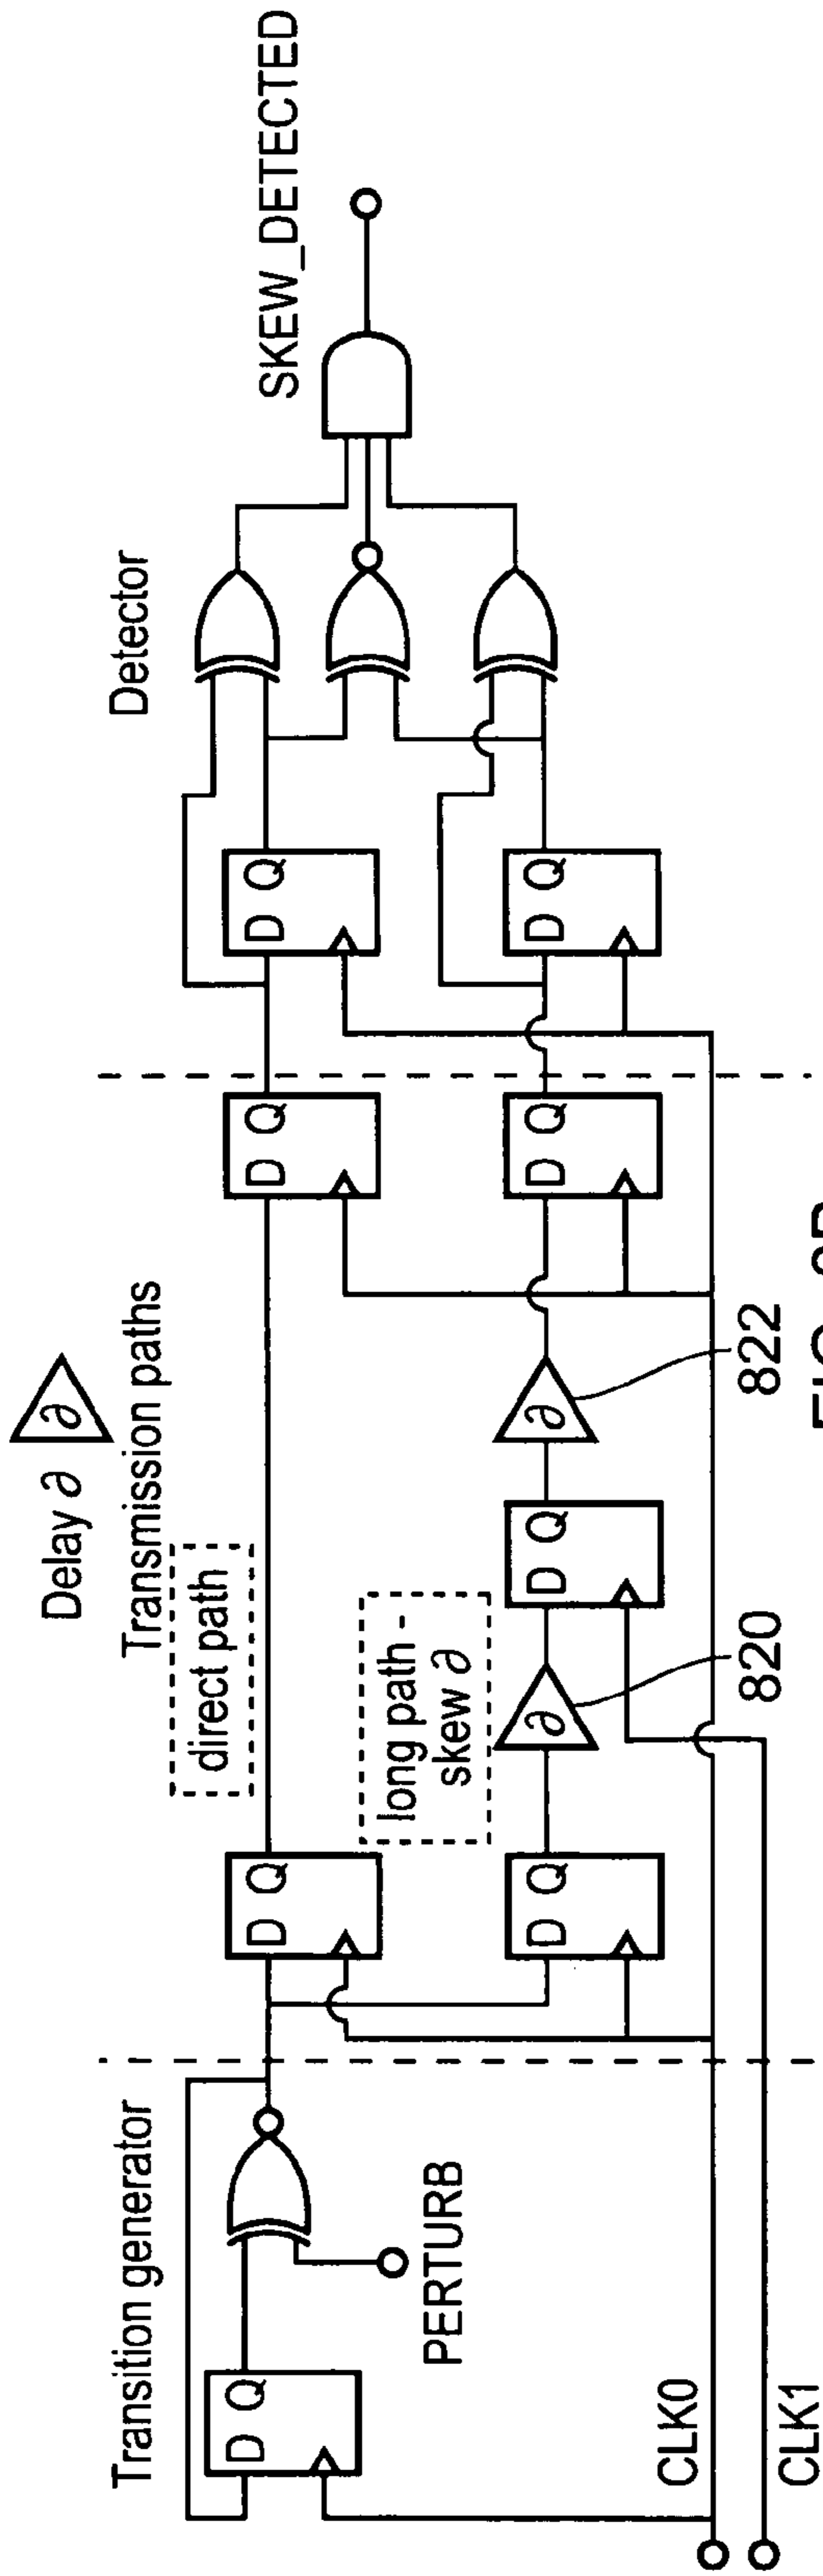 Delay ∂
∂
Transition generator
Transmission paths
Detector
direct path
long path -
skew ∂
D Q
D Q
D Q
D Q
D Q
D Q
D Q
D Q
∂
∂
PERTURB
SKEW_DETECTED
820
822
CLK0
CLK1